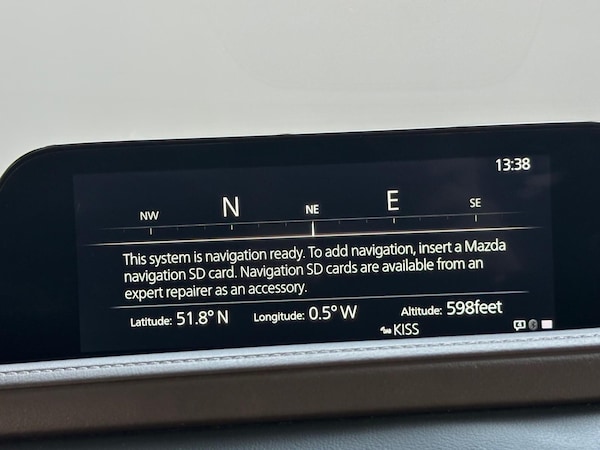 13:38
NW N NE E SE
This system is navigation ready. To add navigation, insert a Mazda
navigation SD card. Navigation SD cards are available from an
expert repairer as an accessory.
Latitude: 51.8° N Longitude: 0.5° W Altitude: 598feet
KISS